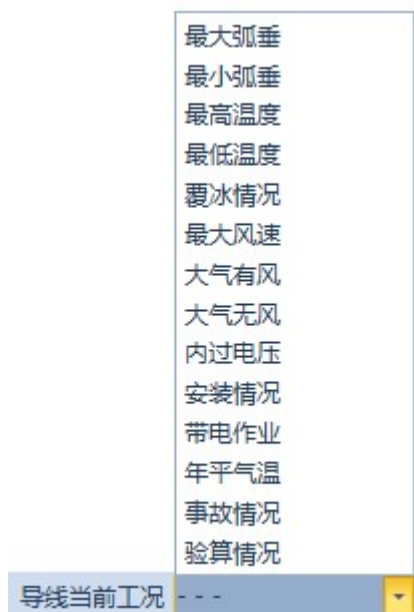 最大弧垂
最小弧垂
最高温度
最低温度
覆冰情况
最大风速
大气有风
大气无风
内过电压
安装情况
带电作业
年平气温
事故情况
验算情况
导线当前工况 - - -